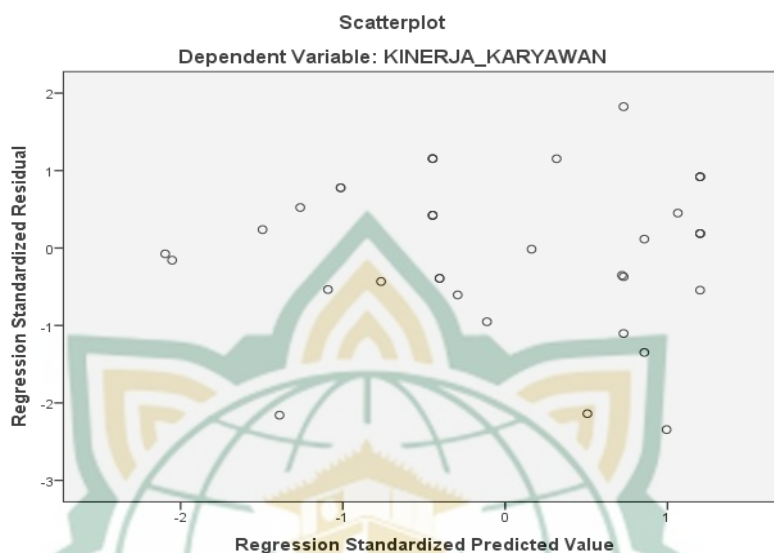 Scatterplot
Dependent Variable: KINERJA_KARYAWAN
Regression Standardized Residual
2
1
0
-1
-2
-3
-2
-1
0
1
Regression Standardized Predicted Value